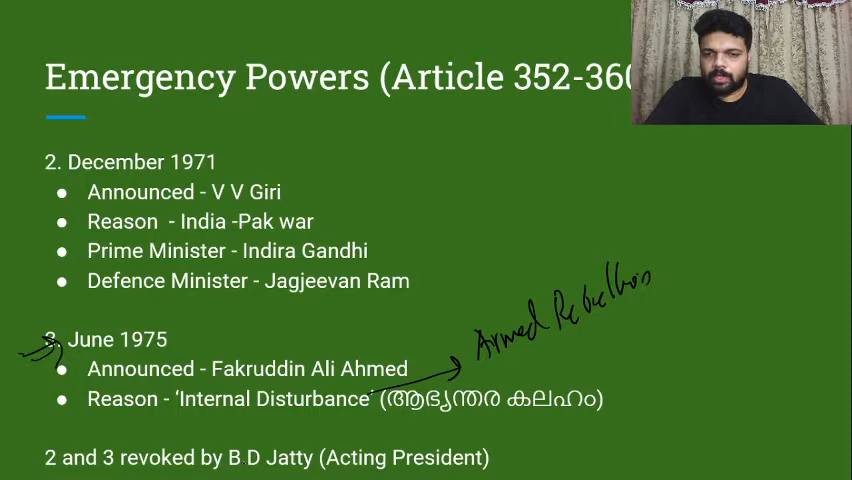 Emergency Powers (Article 352-360
2. December 1971
● Announced - V V Giri
● Reason - India -Pak war
● Prime Minister - Indira Gandhi
● Defence Minister - Jagjeevan Ram
Armed Rebellion
3. June 1975
● Announced - Fakruddin Ali Ahmed
● Reason - ‘Internal Disturbance’ (ആഭ്യന്തര കലഹം)
2 and 3 revoked by B D Jatty (Acting President)